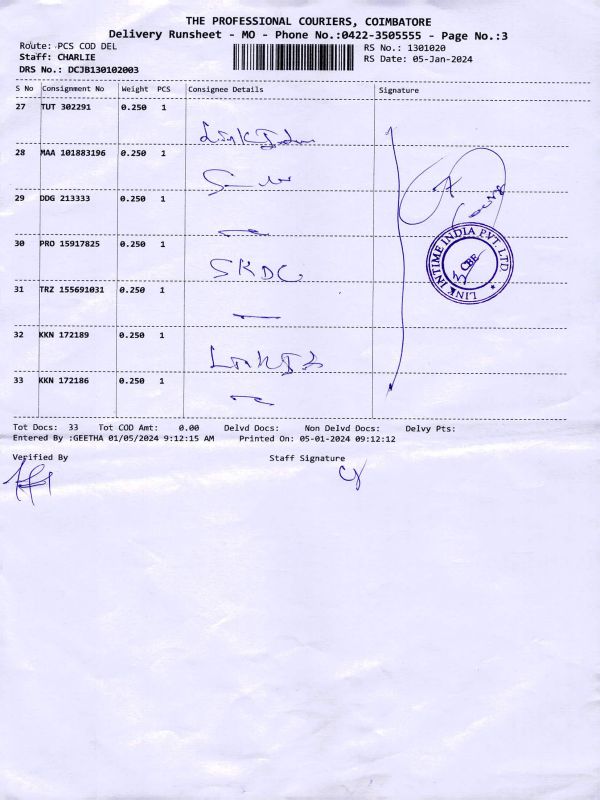 THE PROFESSIONAL COURIERS, COIMBATORE
Delivery Runsheet - MO - Phone No.:0422-3505555 - Page No.:3
Route: PCS COD DEL
RS No.: 1301020
Staff: CHARLIE
RS Date: 05-Jan-2024
DRS No.: DCJB130102003
S No Consignment No Weight PCS Consignee Details Signature
27 TUT 302291 0.250 1
28 MAA 101883196 0.250 1
29 DDG 213333 0.250 1
30 PRO 15917825 0.250 1
SKDC
31 TRZ 155691031 0.250 1
32 KKN 172189 0.250 1
33 KKN 172186 0.250 1
LINK INTIME INDIA PVT. LTD
CBE
Tot Docs: 33 Tot COD Amt: 0.00 Delvd Docs: Non Delvd Docs: Delvy Pts:
Entered By :GEETHA 01/05/2024 9:12:15 AM Printed On: 05-01-2024 09:12:12
Verified By Staff Signature